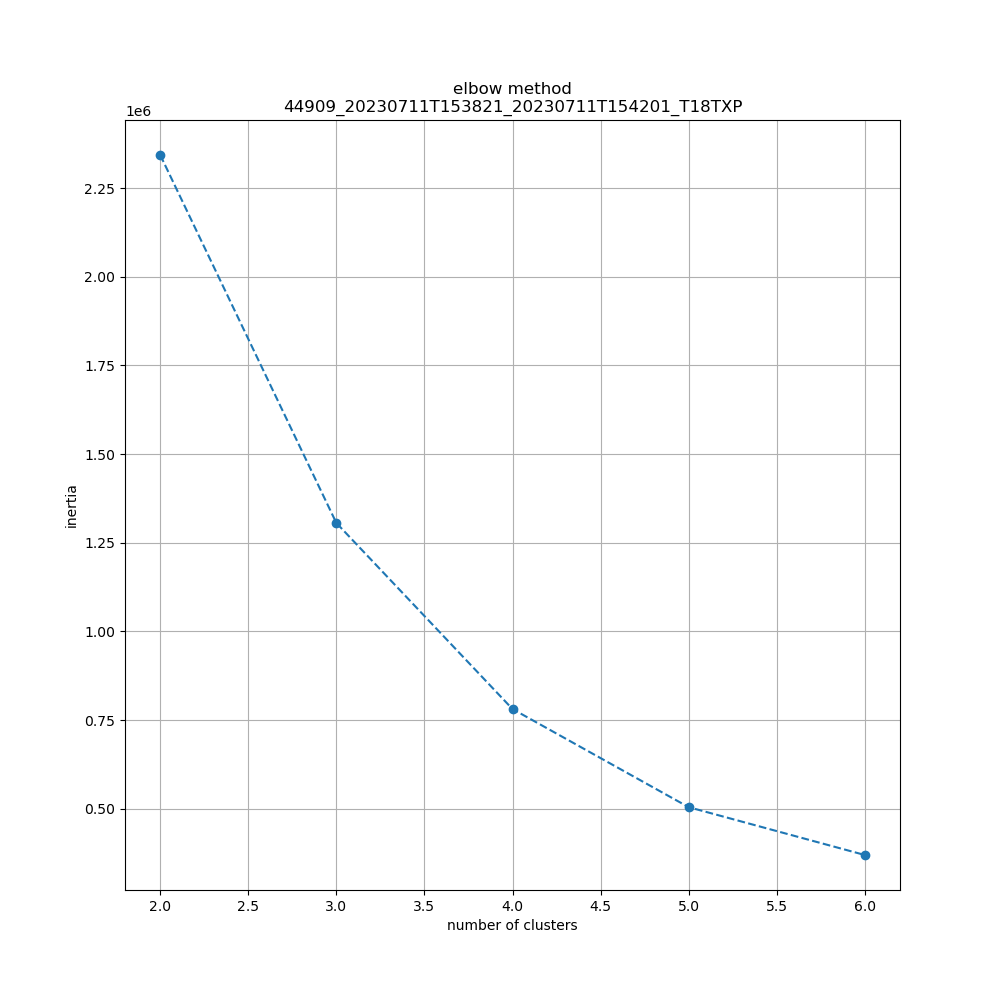 elbow method
44909_20230711T153821_20230711T154201_T18TXP
1e6
2.25
2.00
1.75
1.50
1.25
1.00
0.75
0.50
inertia
2.0 2.5 3.0 3.5 4.0 4.5 5.0 5.5 6.0
number of clusters